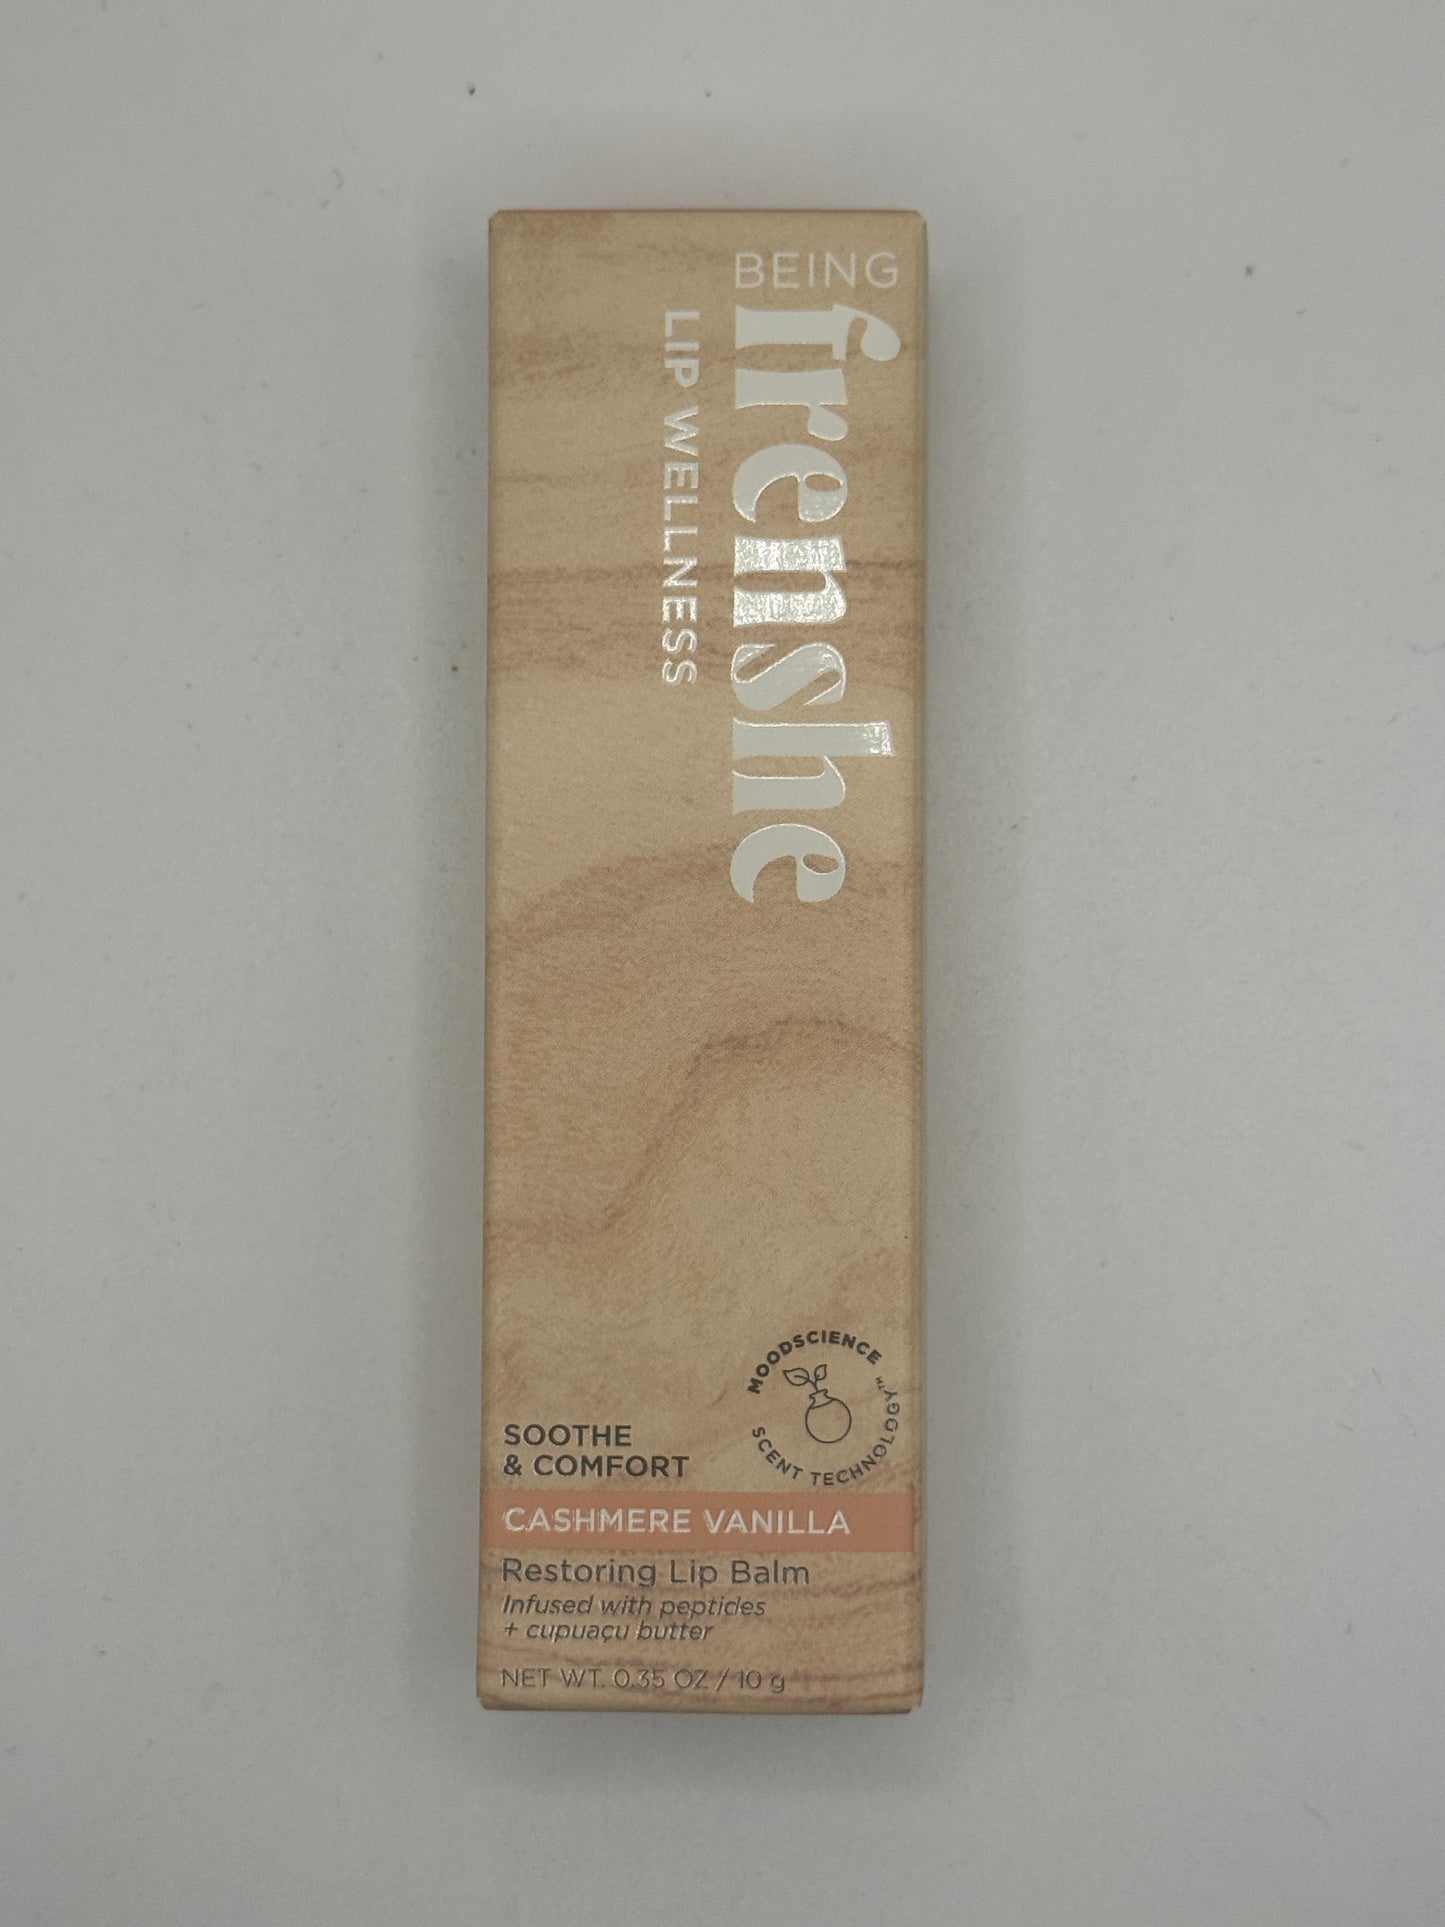 BEING
frenshe
LIP WELLNESS
MOODSCIENCE
SCENT TECHNOLOGY™
SOOTHE
& COMFORT
CASHMERE VANILLA
Restoring Lip Balm
Infused with peptides
+ cupuaçu butter
NET WT. 0.35 OZ / 10 g